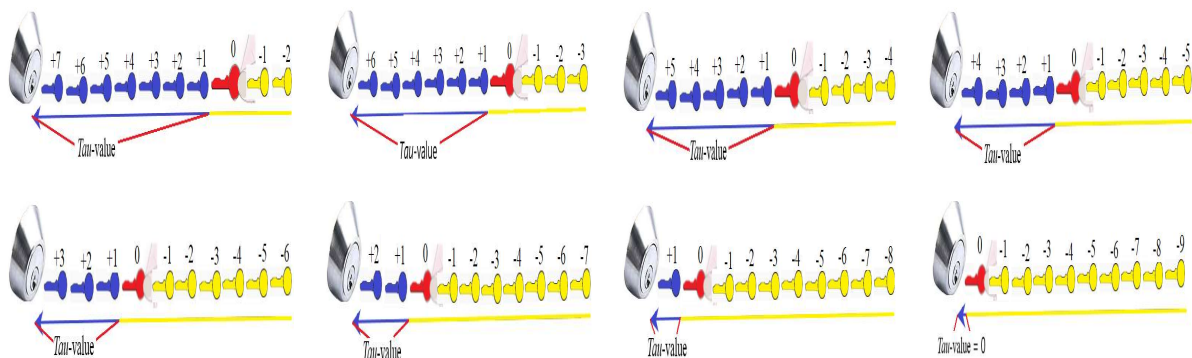 +7 +6 +5 +4 +3 +2 +1 0 -1 -2
Tau-value
+6 +5 +4 +3 +2 +1 0 -1 -2 -3
Tau-value
+5 +4 +3 +2 +1 0 -1 -2 -3 -4
Tau-value
+4 +3 +2 +1 0 -1 -2 -3 -4 -5
Tau-value
+3 +2 +1 0 -1 -2 -3 -4 -5 -6
Tau-value
+2 +1 0 -1 -2 -3 -4 -5 -6 -7
Tau-value
+1 0 -1 -2 -3 -4 -5 -6 -7 -8
Tau-value
0 -1 -2 -3 -4 -5 -6 -7 -8 -9
Tau-value = 0